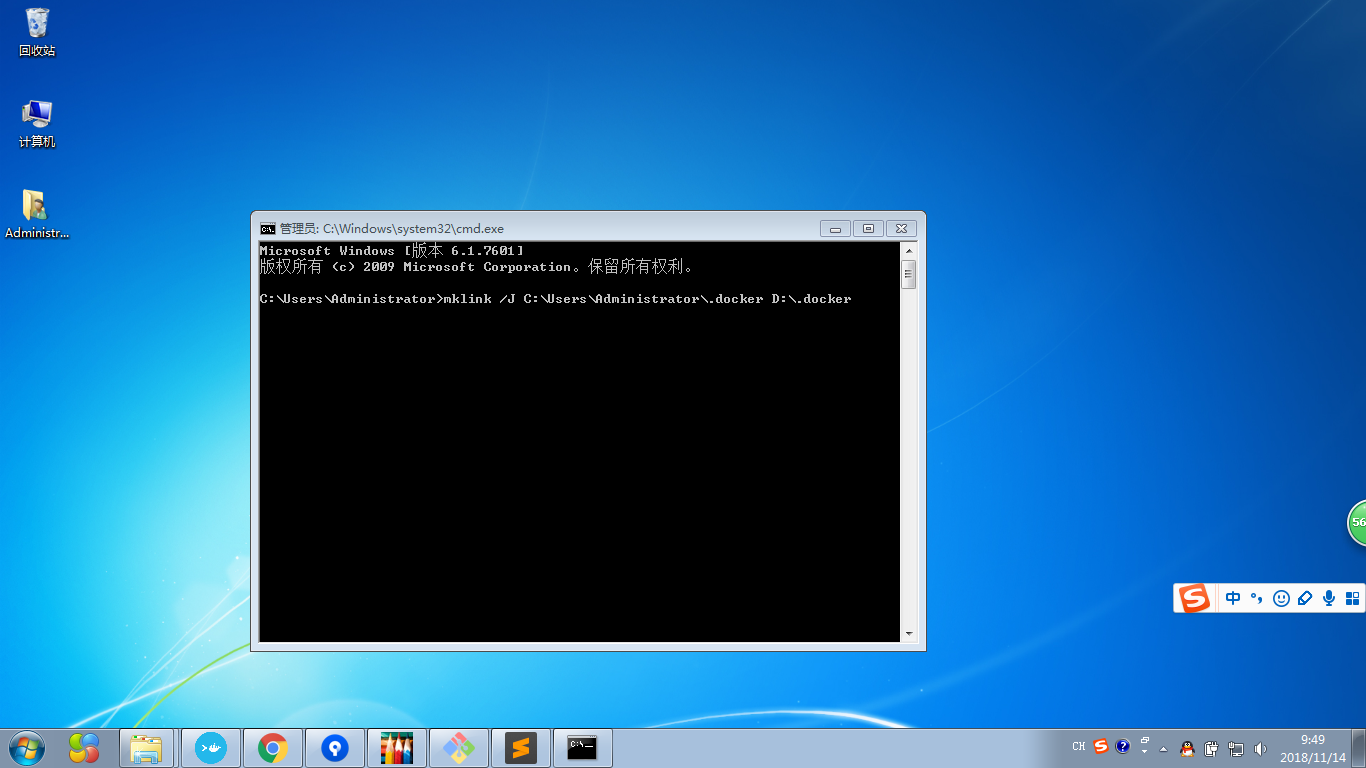 回收站
计算机
Administr...
管理员: C:\Windows\system32\cmd.exe
Microsoft Windows [版本 6.1.7601]
版权所有 (c) 2009 Microsoft Corporation。保留所有权利。
C:\Users\Administrator>mklink /J C:\Users\Administrator\.docker D:\.docker
56
中
CH
9:49
2018/11/14